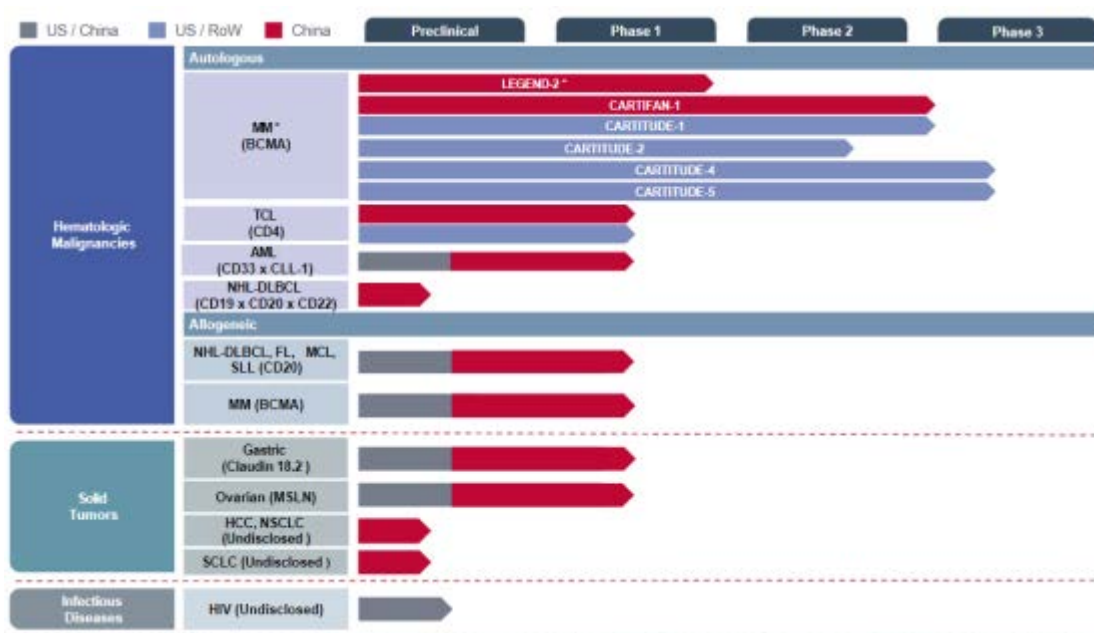 US / China
US / RoW
China
Preclinical
Phase 1
Phase 2
Phase 3
Hematologic
Malignancies
Autologous
MM *
(BCMA)
LEGEND-2 ^
CARTIFAN-1
CARTITUDE-1
CARTITUDE-2
CARTITUDE-4
CARTITUDE-5
TCL
(CD4)
AML
(CD33 x CLL-1)
NHL-DLBCL
(CD19 x CD20 x CD22)
Allogeneic
NHL-DLBCL, FL, MCL,
SLL (CD20)
MM (BCMA)
Solid
Tumors
Gastric
(Claudin 18.2 )
Ovarian (MSLN)
HCC, NSCLC
(Undisclosed )
SCLC (Undisclosed )
Infectious
Diseases
HIV (Undisclosed)